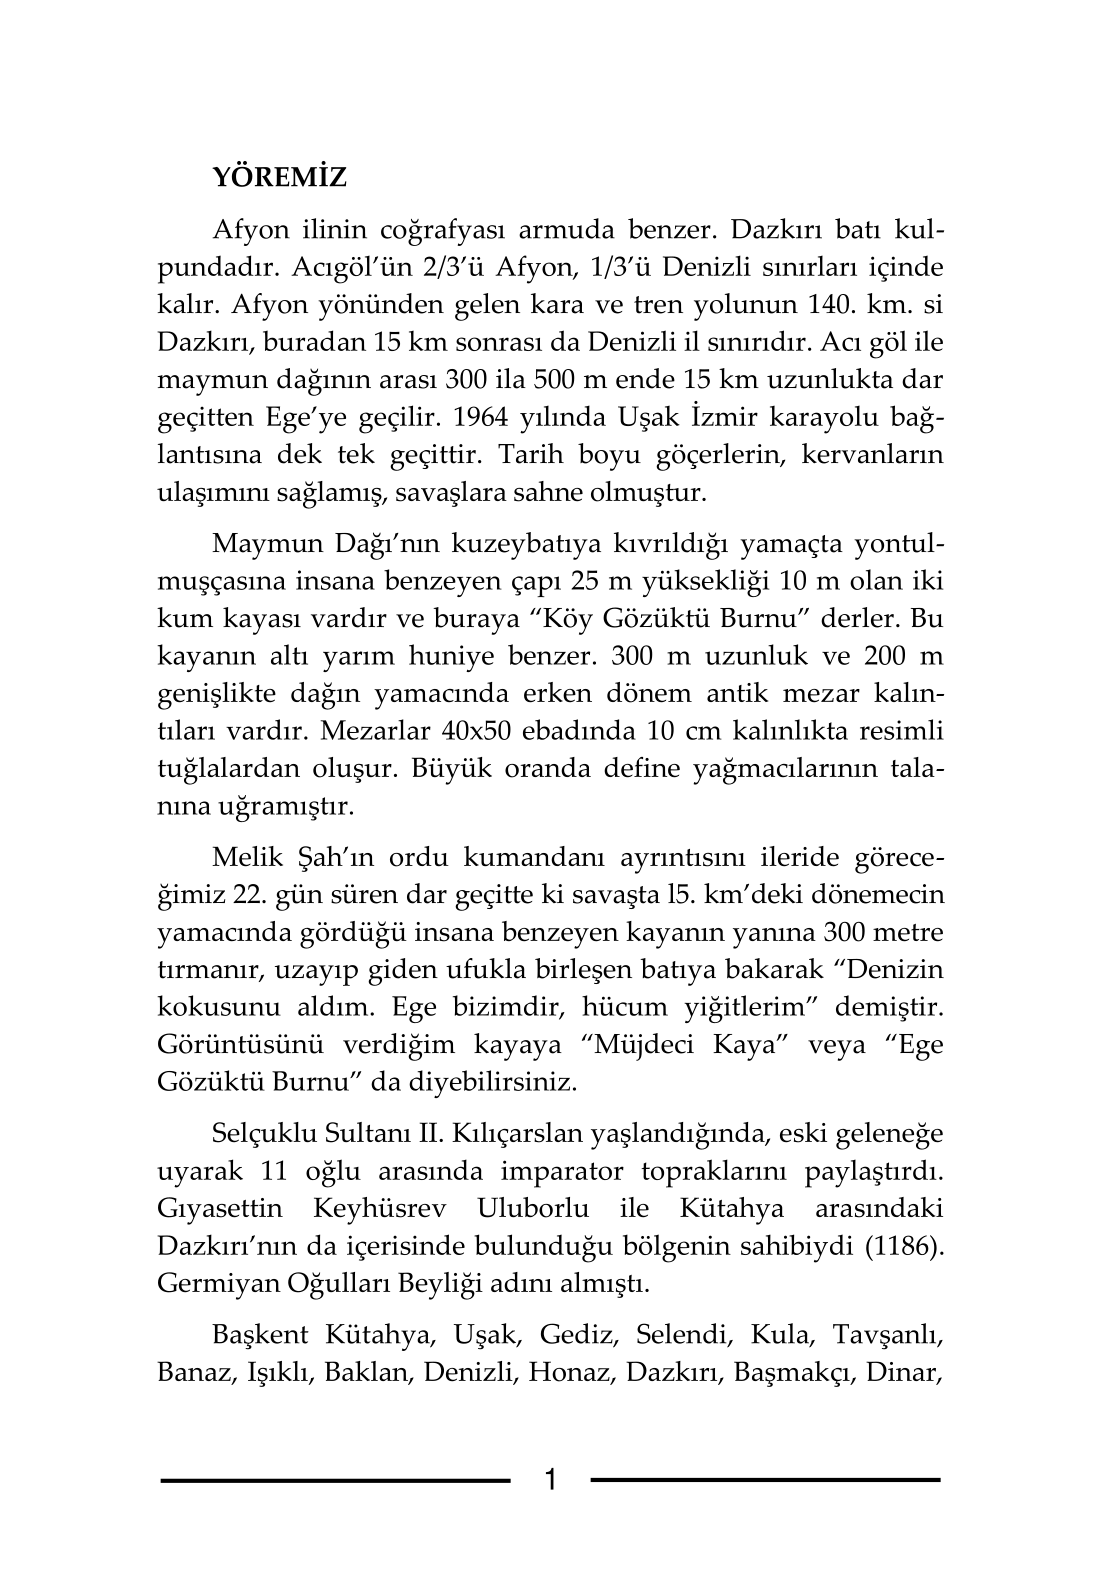 YÖREMİZ
Afyon ilinin coğrafyası armuda benzer. Dazkırı batı kul-
pundadır. Acıgöl’ün 2/3’ü Afyon, 1/3’ü Denizli sınırları içinde
kalır. Afyon yönünden gelen kara ve tren yolunun 140. km. si
Dazkırı, buradan 15 km sonrası da Denizli il sınırıdır. Acı göl ile
maymun dağının arası 300 ila 500 m ende 15 km uzunlukta dar
geçitten Ege’ye geçilir. 1964 yılında Uşak İzmir karayolu bağ-
lantısına dek tek geçittir. Tarih boyu göçerlerin, kervanların
ulaşımını sağlamış, savaşlara sahne olmuştur.
Maymun Dağı’nın kuzeybatıya kıvrıldığı yamaçta yontul-
muşçasına insana benzeyen çapı 25 m yüksekliği 10 m olan iki
kum kayası vardır ve buraya “Köy Gözüktü Burnu” derler. Bu
kayanın altı yarım huniye benzer. 300 m uzunluk ve 200 m
genişlikte dağın yamacında erken dönem antik mezar kalın-
tıları vardır. Mezarlar 40x50 ebadında 10 cm kalınlıkta resimli
tuğlalardan oluşur. Büyük oranda define yağmacılarının tala-
nına uğramıştır.
Melik Şah’ın ordu kumandanı ayrıntısını ileride görece-
ğimiz 22. gün süren dar geçitte ki savaşta l5. km’deki dönemecin
yamacında gördüğü insana benzeyen kayanın yanına 300 metre
tırmanır, uzayıp giden ufukla birleşen batıya bakarak “Denizin
kokusunu aldım. Ege bizimdir, hücum yiğitlerim” demiştir.
Görüntüsünü verdiğim kayaya “Müjdeci Kaya” veya “Ege
Gözüktü Burnu” da diyebilirsiniz.
Selçuklu Sultanı II. Kılıçarslan yaşlandığında, eski geleneğe
uyarak 11 oğlu arasında imparator topraklarını paylaştırdı.
Gıyasettin Keyhüsrev Uluborlu ile Kütahya arasındaki
Dazkırı’nın da içerisinde bulunduğu bölgenin sahibiydi (1186).
Germiyan Oğulları Beyliği adını almıştı.
Başkent Kütahya, Uşak, Gediz, Selendi, Kula, Tavşanlı,
Banaz, Işıklı, Baklan, Denizli, Honaz, Dazkırı, Başmakçı, Dinar,
1